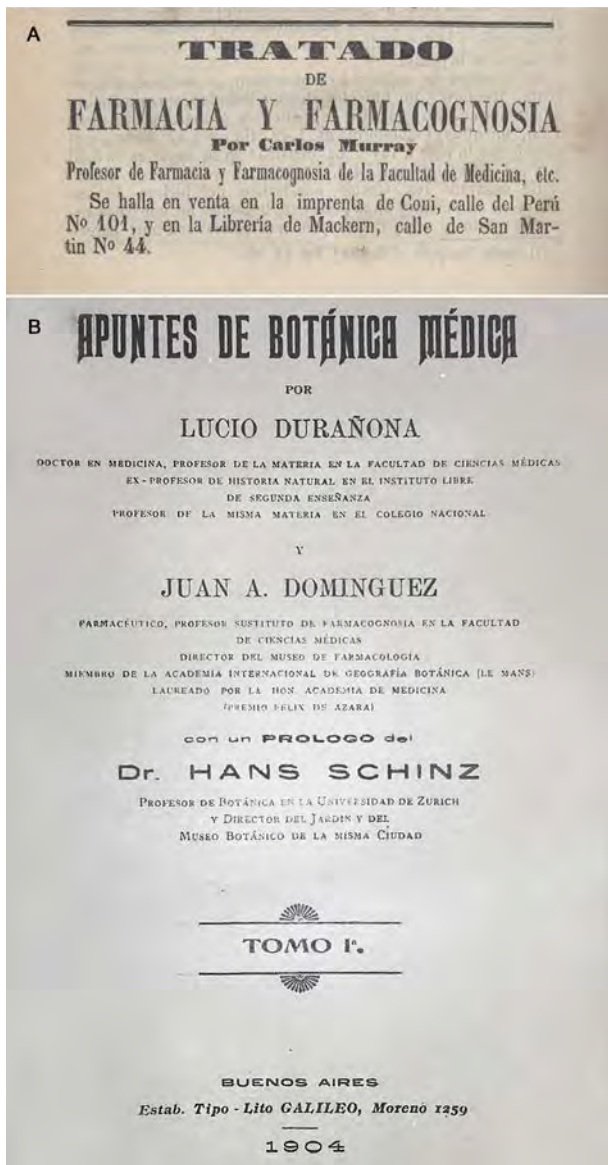 A
TRATADO
DE
FARMACIA Y FARMACOGNOSIA
Por Carlos Murray
Profesor de Farmacia y Farmacognosia de la Facultad de Medicina, etc.
Se halla en venta en la imprenta de Coni, calle del Perú
Nº 101, y en la Librería de Mackern, calle de San Mar-
tin Nº 44.
B
APUNTES DE BOTÁNICA MÉDICA
POR
LUCIO DURAÑONA
DOCTOR EN MEDICINA, PROFESOR DE LA MATERIA EN LA FACULTAD DE CIENCIAS MÉDICAS
EX-PROFESOR DE HISTORIA NATURAL EN EL INSTITUTO LIBRE
DE SEGUNDA ENSEÑANZA
PROFESOR DE LA MISMA MATERIA EN EL COLEGIO NACIONAL
Y
JUAN A. DOMINGUEZ
FARMACÉUTICO, PROFESOR SUSTITUTO DE FARMACOGNOSIA EN LA FACULTAD
DE CIENCIAS MÉDICAS
DIRECTOR DEL MUSEO DE FARMACOLOGÍA
MIEMBRO DE LA ACADEMIA INTERNACIONAL DE GEOGRAFÍA BOTÁNICA (LE MANS)
LAUREADO POR LA HON. ACADEMIA DE MEDICINA
(PREMIO FÉLIX DE AZARA)
con un PROLOGO del
Dr. HANS SCHINZ
PROFESOR DE BOTÁNICA EN LA UNIVERSIDAD DE ZURICH
Y DIRECTOR DEL JARDIN Y DEL
MUSEO BOTÁNICO DE LA MISMA CIUDAD
TOMO Iº.
BUENOS AIRES
Estab. Tipo-Lito GALILEO, Moreno 1259
1904